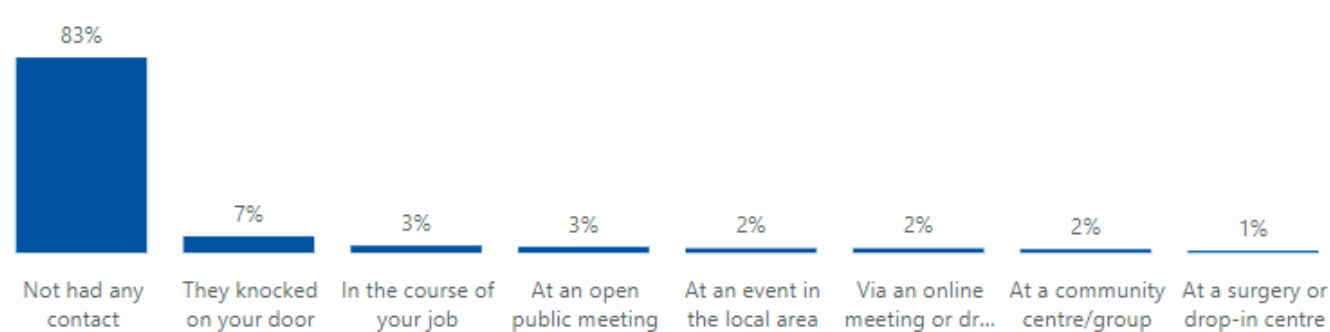 83%
7%
3%
3%
2%
2%
2%
1%
Not had any
contact
They knocked
on your door
In the course of
your job
At an open
public meeting
At an event in
the local area
Via an online
meeting or dr...
At a community
centre/group
At a surgery or
drop-in centre